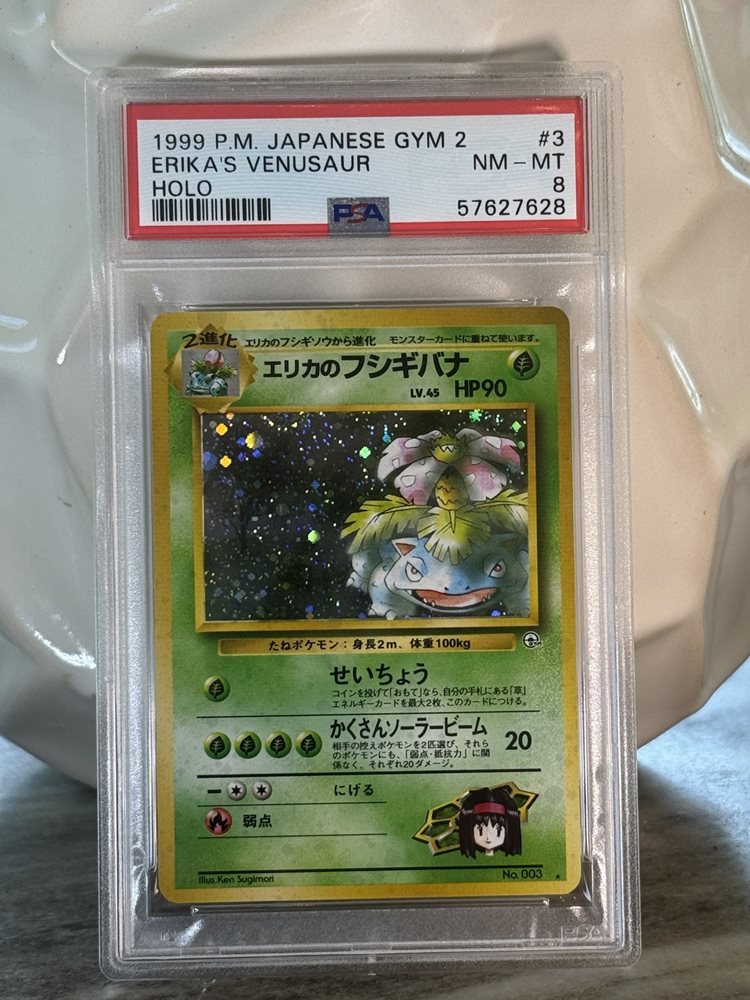 1999 P.M. JAPANESE GYM 2 #3
ERIKA'S VENUSAUR NM - MT
HOLO 8
PSA 57627628
2進化 エリカのフシギソウから進化 モンスターカードに重ねて使います。
エリカのフシギバナ
LV.45 HP90
たねポケモン：身長2m、体重100kg
せいちょう
コインを投げて「おもて」なら、自分の手札にある「草」
エネルギーカードを最大2枚、このカードにつける。
かくさんソーラービーム 20
相手の控えポケモンを2匹選び、それら
のポケモンにも、「弱点・抵抗力」に関
係なく、それぞれ20ダメージ。
にげる
弱点
Illus.Ken Sugimori No. 003
PSA